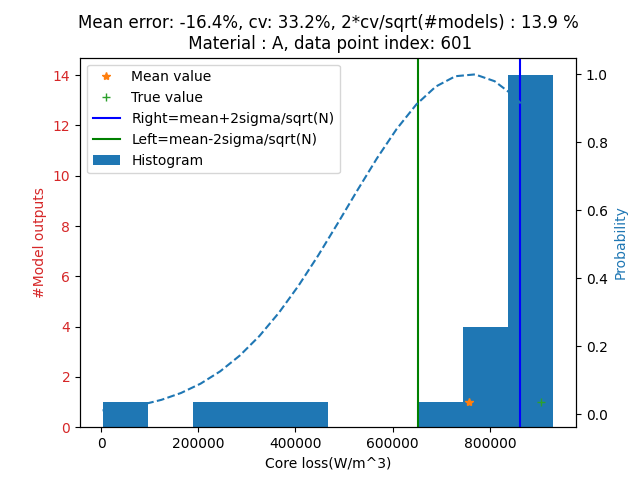 Mean error: -16.4%, cv: 33.2%, 2*cv/sqrt(#models) : 13.9 %
Material : A, data point index: 601
Mean value
True value
Right=mean+2sigma/sqrt(N)
Left=mean-2sigma/sqrt(N)
Histogram
14
12
10
8
6
4
2
0
#Model outputs
1.0
0.8
0.6
0.4
0.2
0.0
Probability
0
200000
400000
600000
800000
Core loss(W/m^3)